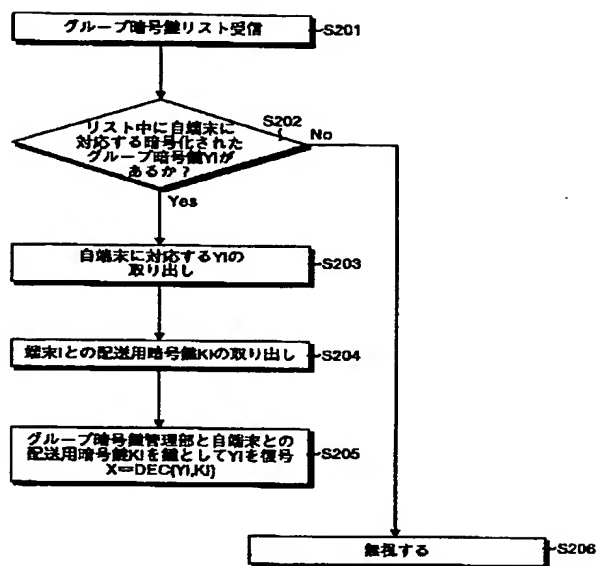 グループ暗号鍵リスト受信
S201
S202
リスト中に自端末に
対応する暗号化された
グループ暗号鍵Yiが
あるか？
No
Yes
自端末に対応するYiの
取り出し
S203
端末iとの配送用暗号鍵Kiの取り出し
S204
グループ暗号鍵管理部と自端末との
配送用暗号鍵Kiを鍵としてYiを復号
X=DEC(Yi,Ki)
S205
無視する
S206